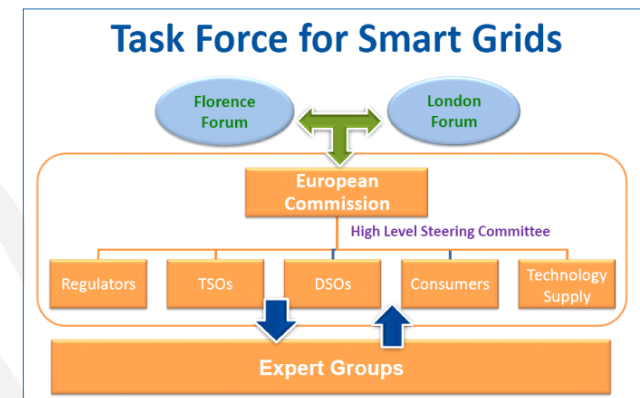 Task Force for Smart Grids
Florence
Forum
London
Forum
European
Commission
High Level Steering Committee
Regulators
TSOs
DSOs
Consumers
Technology
Supply
Expert Groups